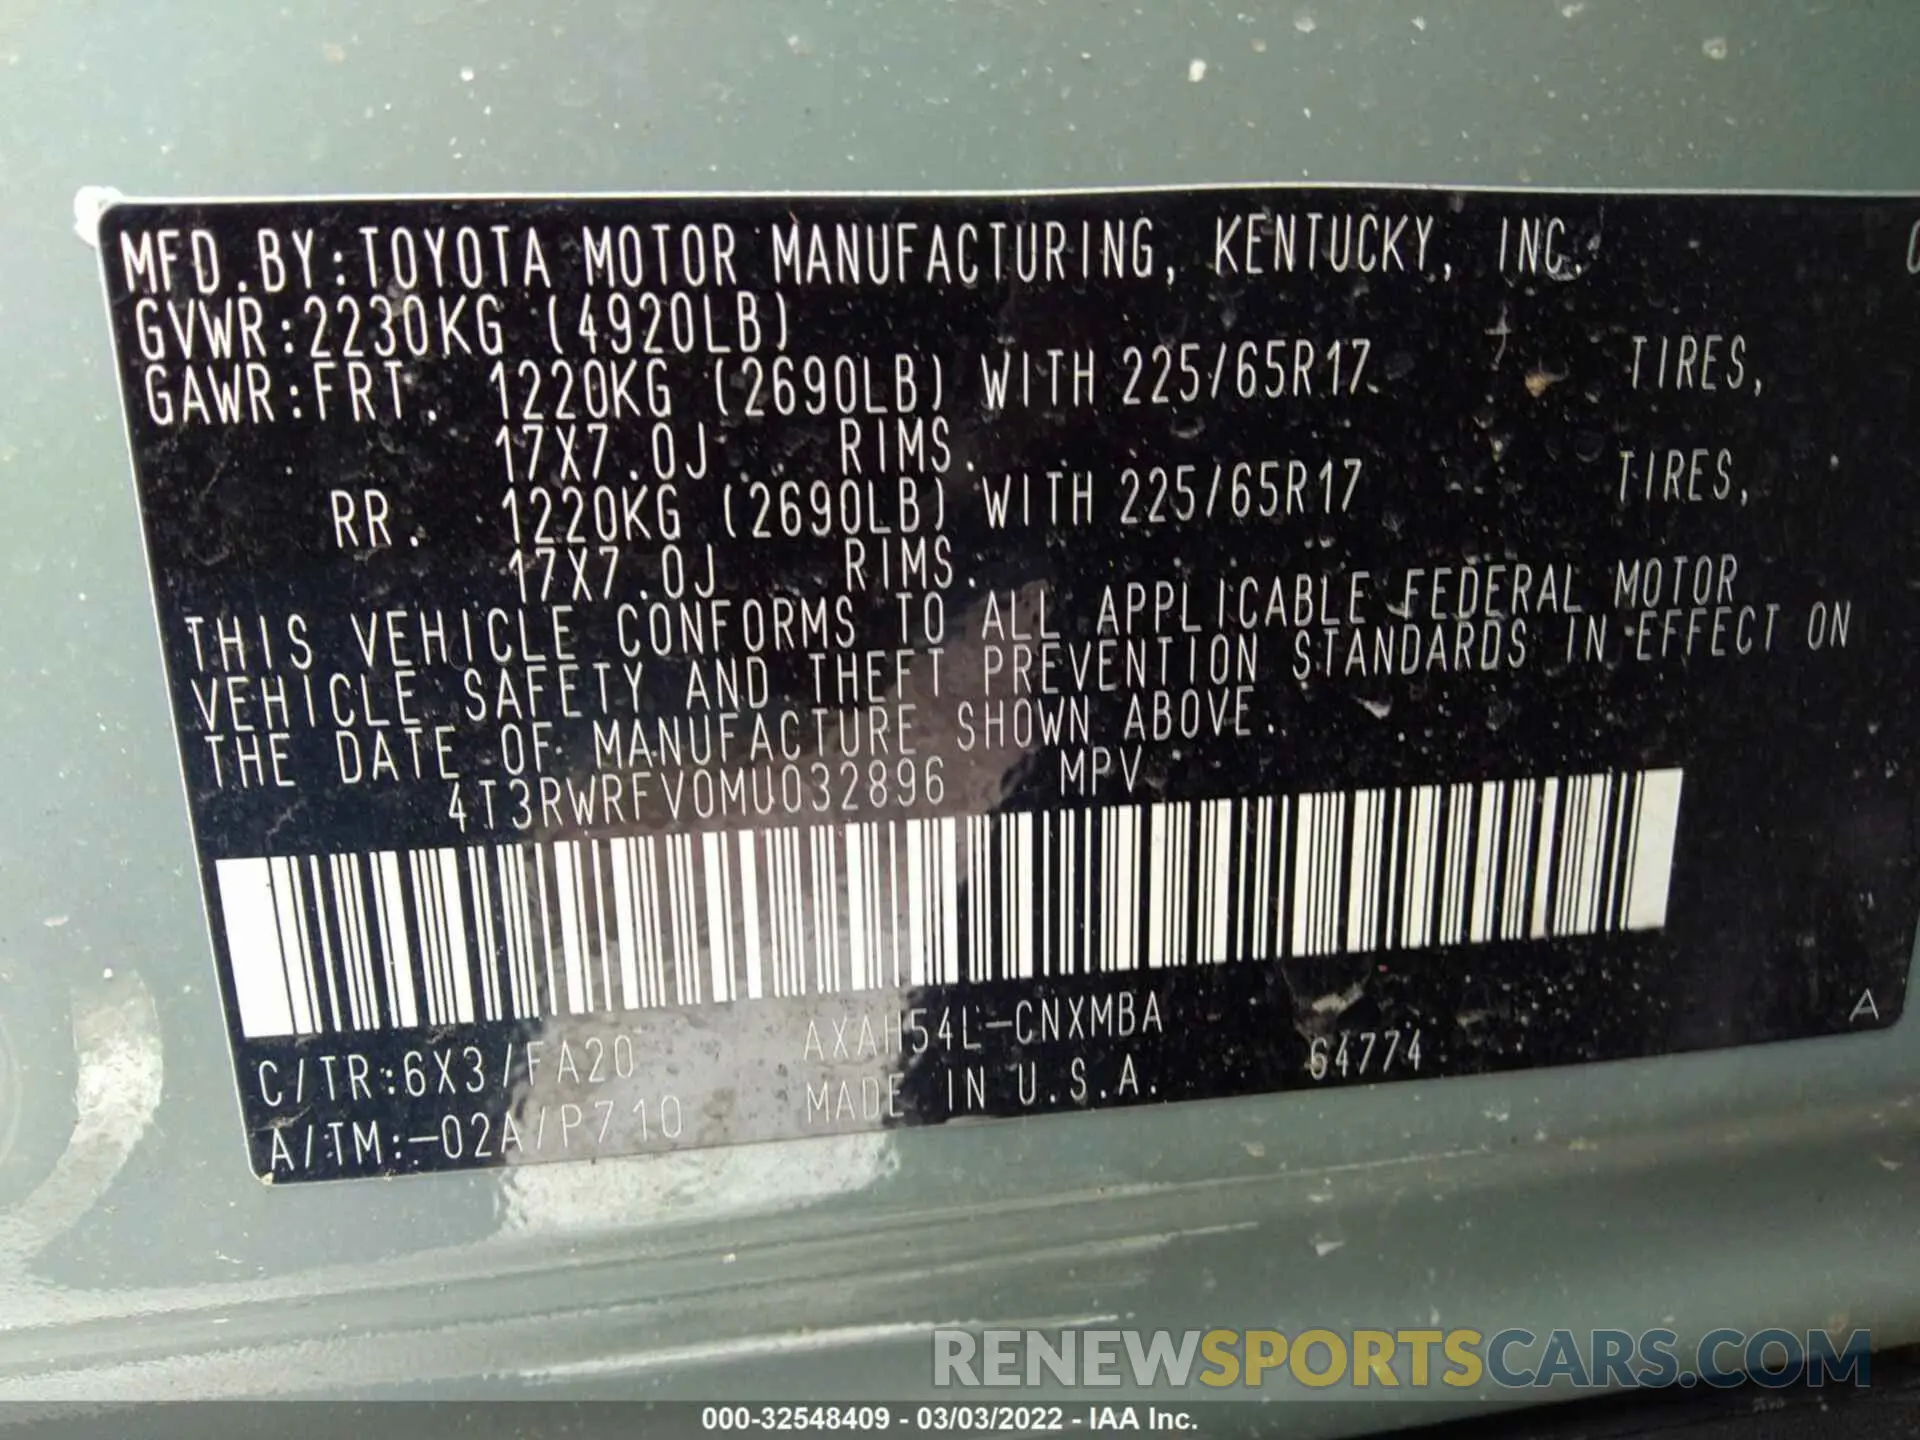 MFD.BY:TOYOTA MOTOR MANUFACTURING, KENTUCKY, INC.
GVWR:2230KG (4920LB)
GAWR:FRT. 1220KG (2690LB) WITH 225/65R17 TIRES,
17X7.0J RIMS.
RR. 1220KG (2690LB) WITH 225/65R17 TIRES,
17X7.0J RIMS.
THIS VEHICLE CONFORMS TO ALL APPLICABLE FEDERAL MOTOR
VEHICLE SAFETY AND THEFT PREVENTION STANDARDS IN EFFECT ON
THE DATE OF MANUFACTURE SHOWN ABOVE.
4T3RWRFV0MU032896 MPV
C/TR:6X3/FA20 AXAH54L-CNXMBA
A/TM:-02A/P710 MADE IN U.S.A. 64774 A
RENEWSPORTSCARS.COM
000-32548409 - 03/03/2022 - IAA Inc.